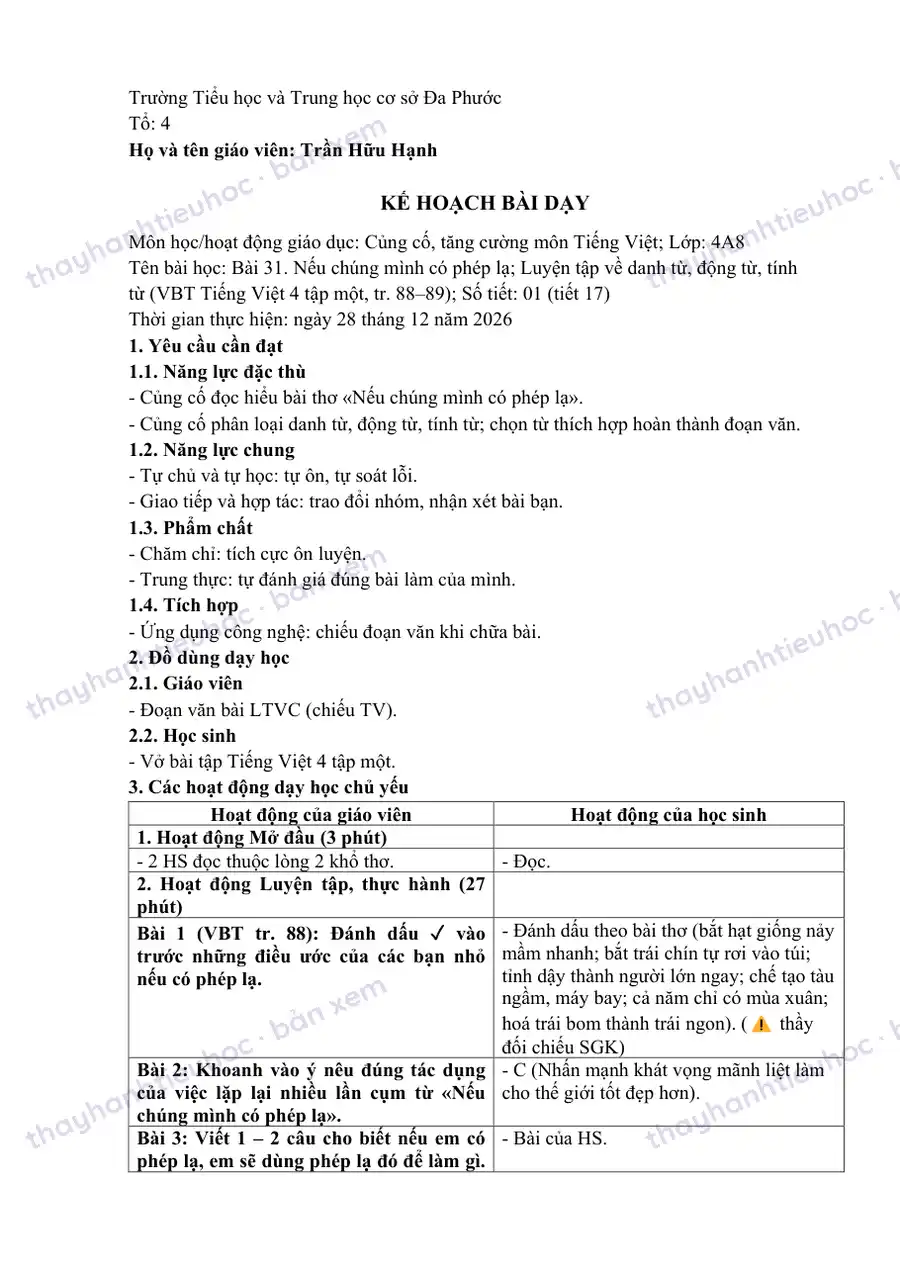 Trường Tiểu học và Trung học cơ sở Đa Phước
Tổ: 4
Họ và tên giáo viên: Trần Hữu Hạnh
KẾ HOẠCH BÀI DẠY
Môn học/hoạt động giáo dục: Củng cố, tăng cường môn Tiếng Việt; Lớp: 4A8
Tên bài học: Bài 31. Nếu chúng mình có phép lạ; Luyện tập về danh từ, động từ, tính
từ (VBT Tiếng Việt 4 tập một, tr. 88–89); Số tiết: 01 (tiết 17)
Thời gian thực hiện: ngày 28 tháng 12 năm 2026
1. Yêu cầu cần đạt
1.1. Năng lực đặc thù
- Củng cố đọc hiểu bài thơ «Nếu chúng mình có phép lạ».
- Củng cố phân loại danh từ, động từ, tính từ; chọn từ thích hợp hoàn thành đoạn văn.
1.2. Năng lực chung
- Tự chủ và tự học: tự ôn, tự soát lỗi.
- Giao tiếp và hợp tác: trao đổi nhóm, nhận xét bài bạn.
1.3. Phẩm chất
- Chăm chỉ: tích cực ôn luyện.
- Trung thực: tự đánh giá đúng bài làm của mình.
1.4. Tích hợp
- Ứng dụng công nghệ: chiếu đoạn văn khi chữa bài.
2. Đồ dùng dạy học
2.1. Giáo viên
- Đoạn văn bài LTVC (chiếu TV).
2.2. Học sinh
- Vở bài tập Tiếng Việt 4 tập một.
3. Các hoạt động dạy học chủ yếu
Hoạt động của giáo viên
Hoạt động của học sinh
1. Hoạt động Mở đầu (3 phút)
- 2 HS đọc thuộc lòng 2 khổ thơ.
- Đọc.
2. Hoạt động Luyện tập, thực hành (27
phút)
Bài 1 (VBT tr. 88): Đánh dấu ✓ vào
trước những điều ước của các bạn nhỏ
nếu có phép lạ.
- Đánh dấu theo bài thơ (bắt hạt giống nảy
mầm nhanh; bắt trái chín tự rơi vào túi;
tỉnh dậy thành người lớn ngay; chế tạo tàu
ngầm, máy bay; cả năm chỉ có mùa xuân;
hoá trái bom thành trái ngon). ( ⚠ thầy
đối chiếu SGK)
Bài 2: Khoanh vào ý nêu đúng tác dụng
của việc lặp lại nhiều lần cụm từ «Nếu
chúng mình có phép lạ».
- C (Nhấn mạnh khát vọng mãnh liệt làm
cho thế giới tốt đẹp hơn).
Bài 3: Viết 1 – 2 câu cho biết nếu em có
phép lạ, em sẽ dùng phép lạ đó để làm gì.
- Bài của HS.
thayhanhtieuhoc · bản xem
thayhanhtieuhoc · b
thayhanhtieuhoc · bản xem
thayhanhtieuhoc · b
thayhanhtieuhoc · bản xem
thayhanhtieuhoc · b